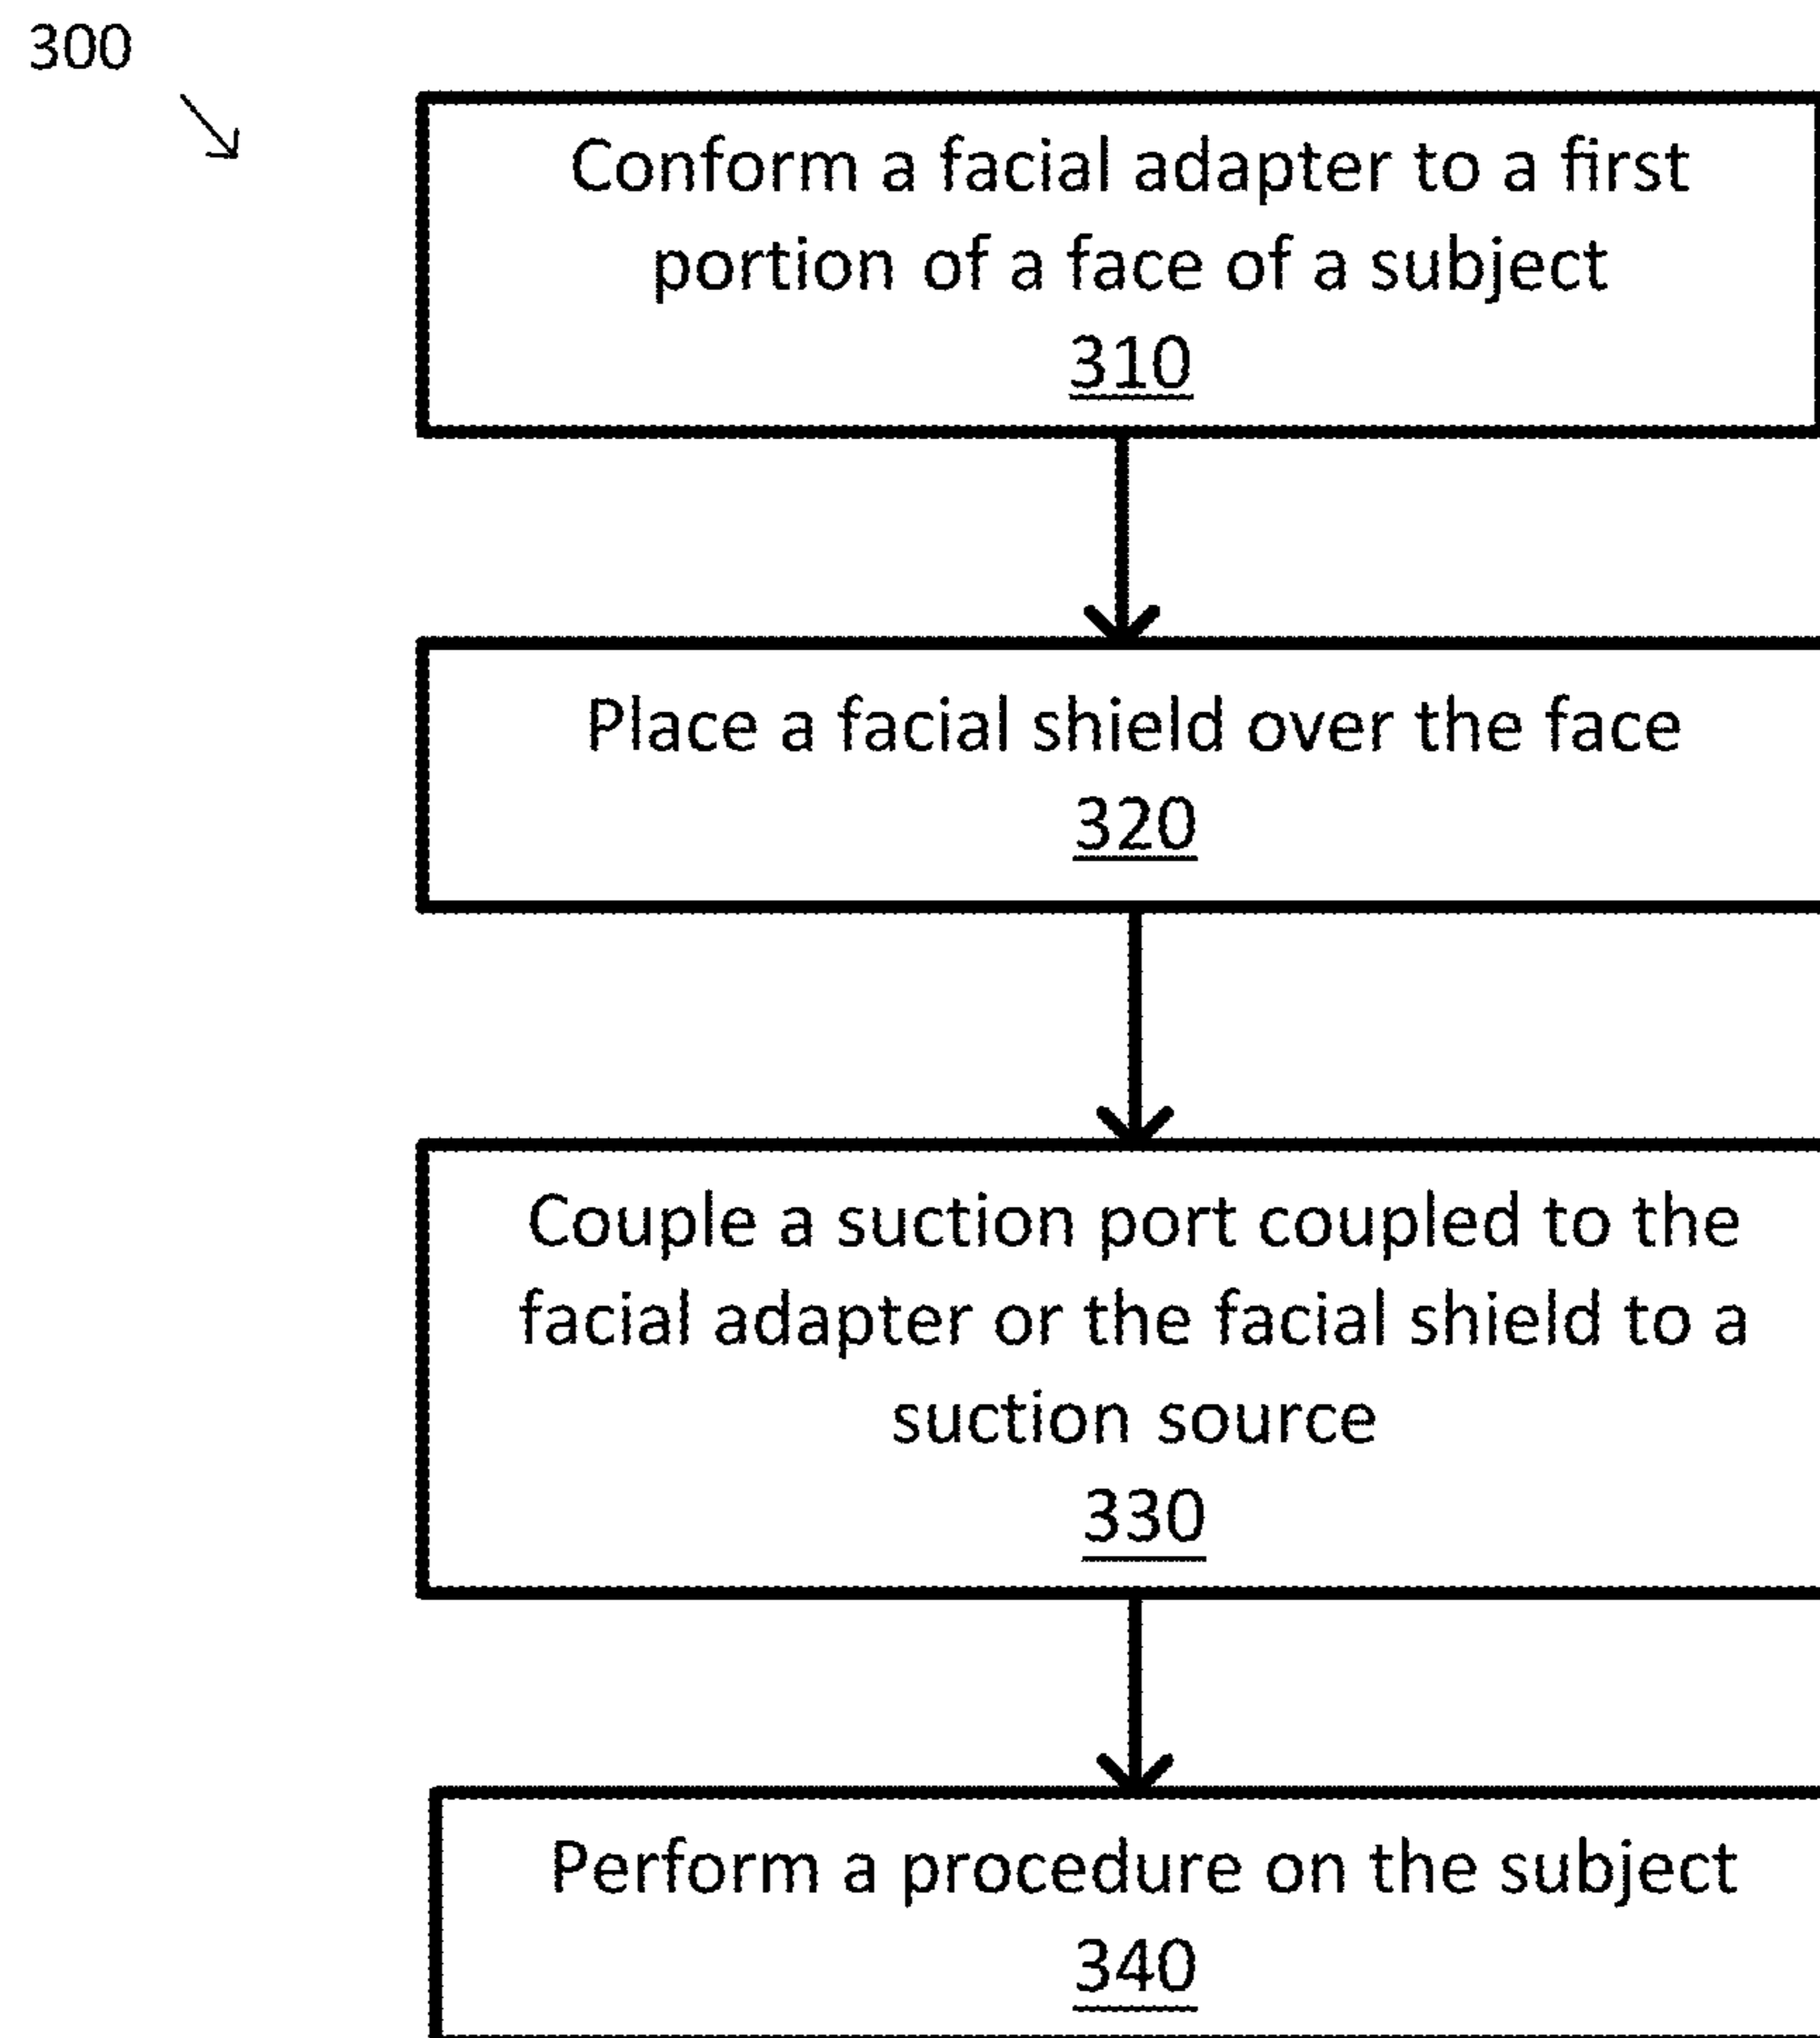 300
Conform a facial adapter to a first
portion of a face of a subject
310
Place a facial shield over the face
320
Couple a suction port coupled to the
facial adapter or the facial shield to a
suction source
330
Perform a procedure on the subject
340